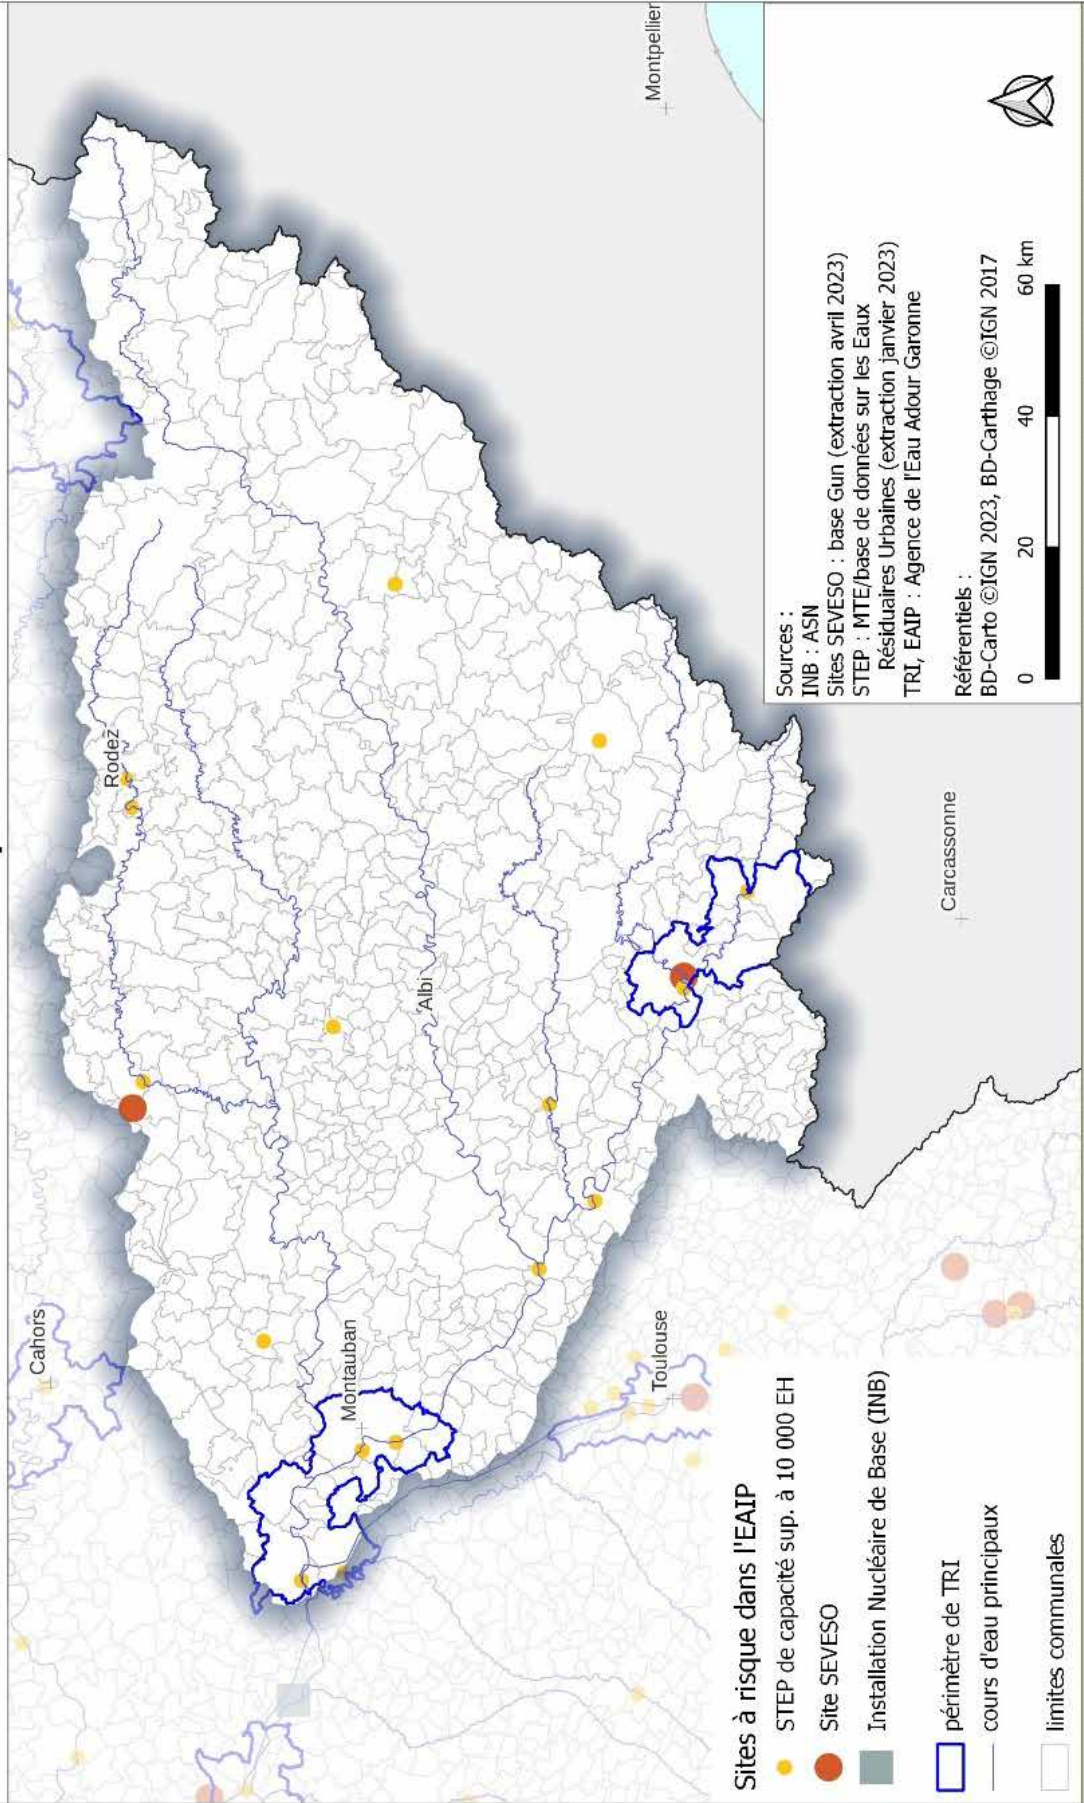 Cahors
Rodez
Montauban
Albi
Montpellier
Toulouse
Carcassonne
Sites à risque dans l'EAIP
STEP de capacité sup. à 10 000 EH
Site SEVESO
Installation Nucléaire de Base (INB)
périmètre de TRI
cours d'eau principaux
limites communales
Sources :
INB : ASN
Sites SEVESO : base Gun (extraction avril 2023)
STEP : MTE/base de données sur les Eaux
Résiduaires Urbaines (extraction janvier 2023)
TRI, EAIP : Agence de l'Eau Adour Garonne
Référentiels :
BD-Carto ©IGN 2023, BD-Carthage ©IGN 2017
0 20 40 60 km